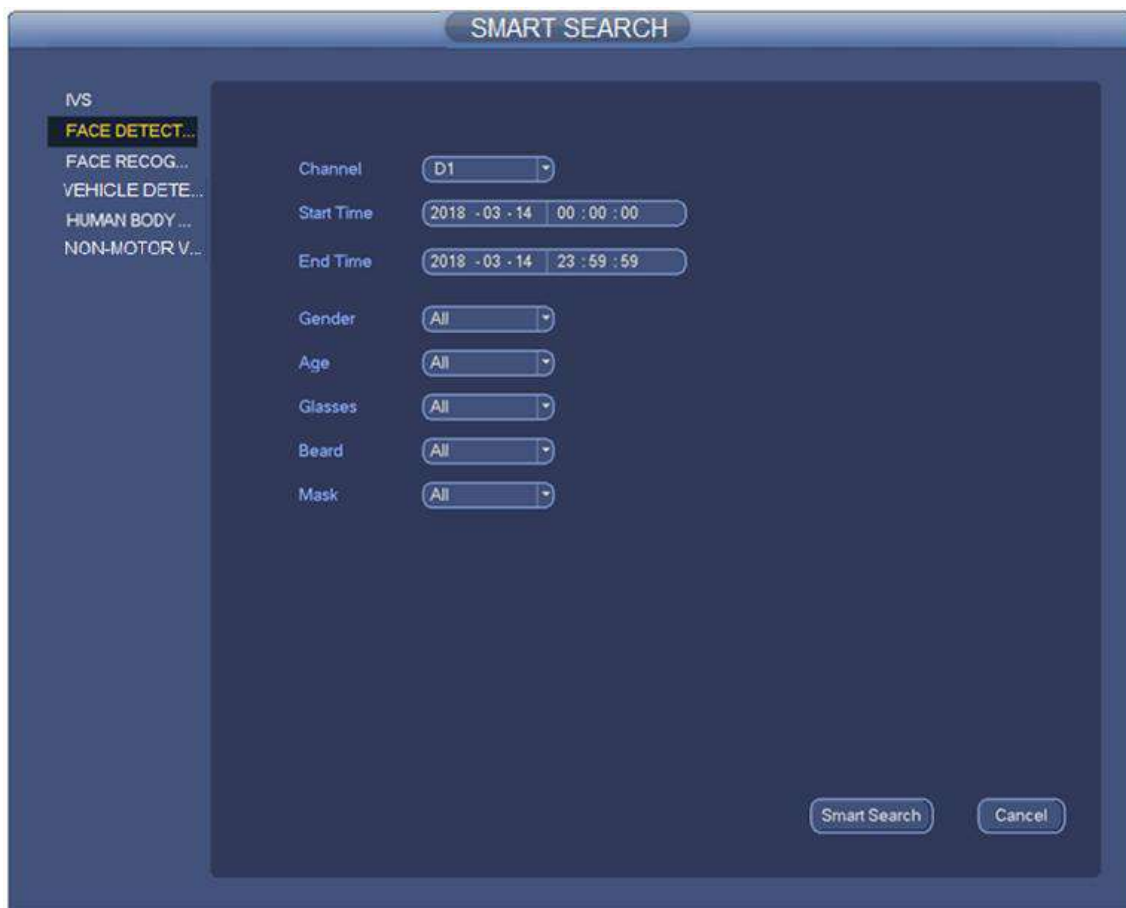 SMART SEARCH
IVS
FACE DETECT...
FACE RECOG...
VEHICLE DETE...
HUMAN BODY ...
NON-MOTOR V...
Channel D1
Start Time 2018 - 03 - 14 00 : 00 : 00
End Time 2018 - 03 - 14 23 : 59 : 59
Gender All
Age All
Glasses All
Beard All
Mask All
Smart Search Cancel